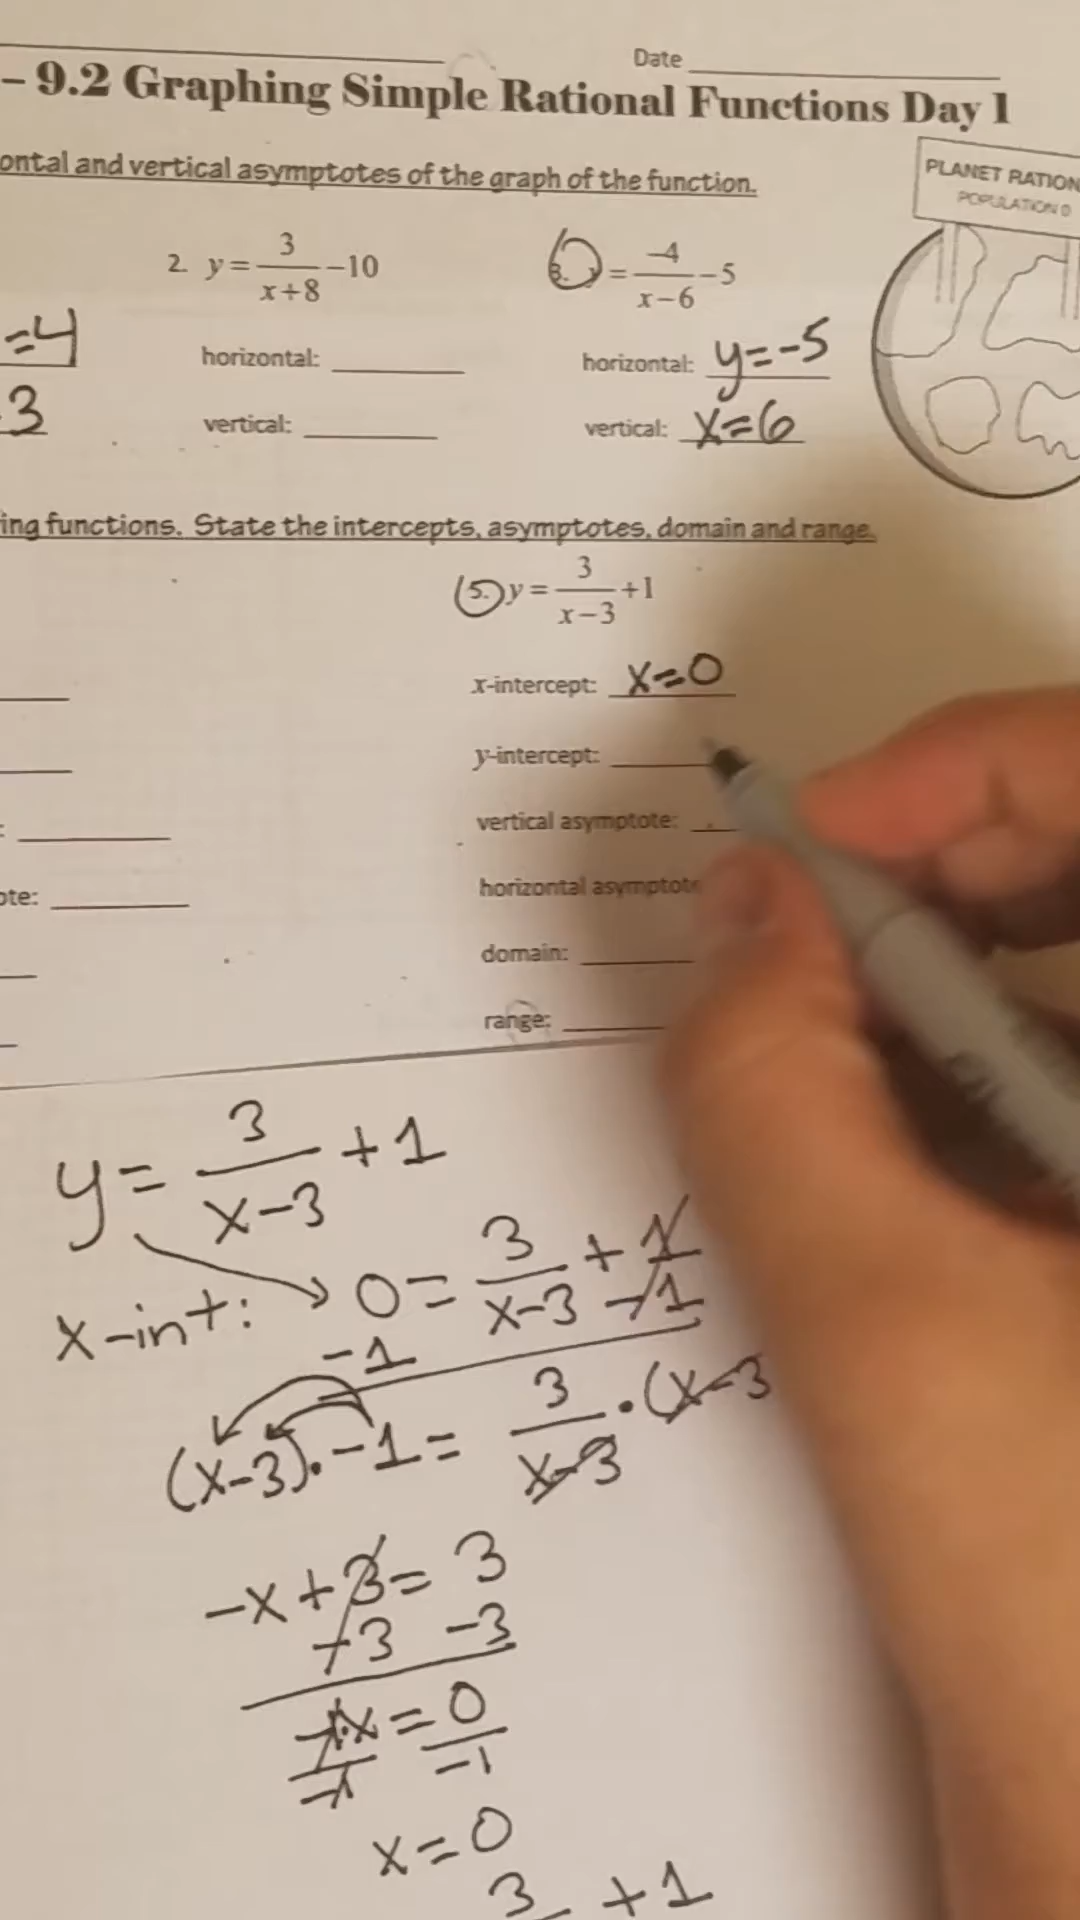 Date
– 9.2 Graphing Simple Rational Functions Day 1
ontal and vertical asymptotes of the graph of the function.
PLANET RATION
POPULATION 0
2. y = 3/(x+8) −10
3. y = −4/(x−6) −5
=4
horizontal:
horizontal: y=-5
3
vertical:
vertical: x=6
ing functions. State the intercepts, asymptotes, domain and range.
5. y = 3/(x−3) +1
x-intercept: x=0
y-intercept:
vertical asymptote:
ote:
horizontal asymptote
domain:
range:
y= 3/(x-3) +1
x-int: 0= 3/(x-3) +1
-1 -1
(x-3)·-1= 3/(x-3) ·(x-3
-x+3=3
-3 -3
-1·x/-1 = 0/-1
x=0
3 +1